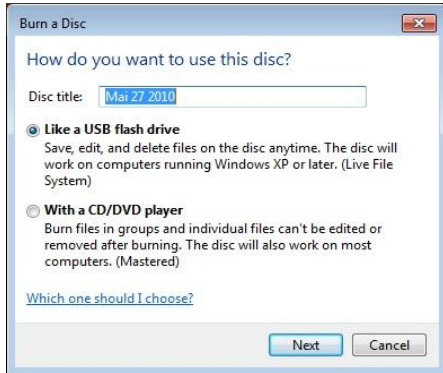 Burn a Disc
How do you want to use this disc?
Disc title: Mai 27 2010
Like a USB flash drive
Save, edit, and delete files on the disc anytime. The disc will
work on computers running Windows XP or later. (Live File
System)
With a CD/DVD player
Burn files in groups and individual files can't be edited or
removed after burning. The disc will also work on most
computers. (Mastered)
Which one should I choose?
Next Cancel